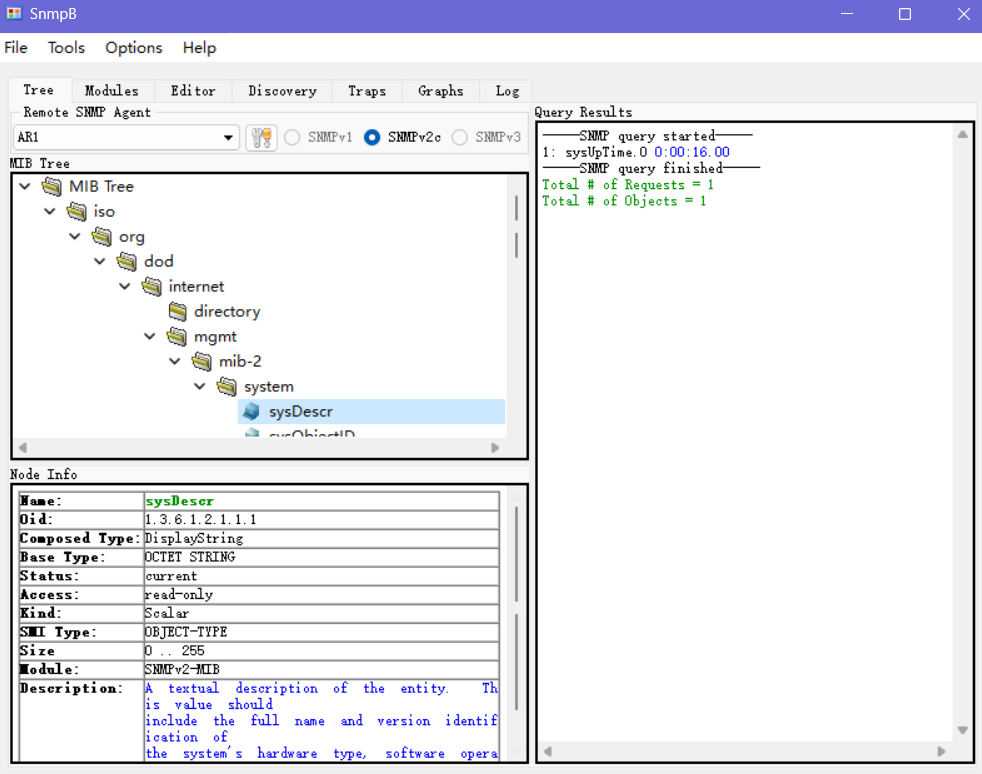 SnmpB
File Tools Options Help
Tree Modules Editor Discovery Traps Graphs Log
Remote SNMP Agent
AR1 SNMPv1 SNMPv2c SNMPv3
MIB Tree
MIB Tree
iso
org
dod
internet
directory
mgmt
mib-2
system
sysDescr
sysObjectID
Node Info
Name: sysDescr
Oid: 1.3.6.1.2.1.1.1
Composed Type: DisplayString
Base Type: OCTET STRING
Status: current
Access: read-only
Kind: Scalar
SMI Type: OBJECT-TYPE
Size 0 .. 255
Module: SNMPv2-MIB
Description: A textual description of the entity. Th
is value should
include the full name and version identif
ication of
the system's hardware type, software opera
Query Results
-----SNMP query started-----
1: sysUpTime.0 0:00:16.00
-----SNMP query finished-----
Total # of Requests = 1
Total # of Objects = 1